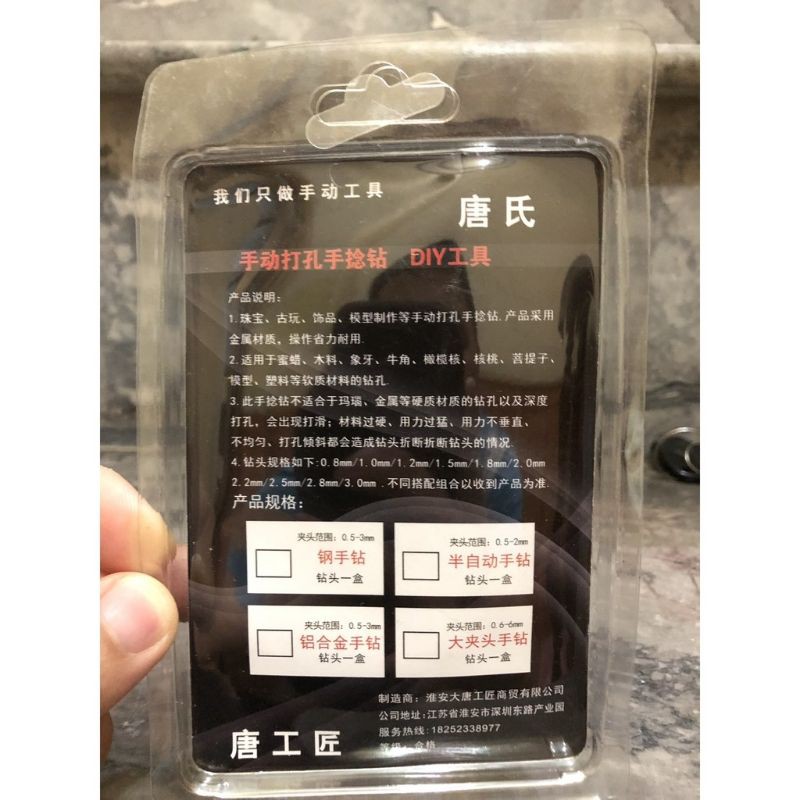 我们只做手动工具
唐氏
手动打孔手捻钻 DIY工具
产品说明:
1.珠宝、古玩、饰品、模型制作等手动打孔手捻钻.产品采用
金属材质,操作省力耐用.
2.适用于蜜蜡、木料、象牙、牛角、橄榄核、核桃、菩提子、
模型、塑料等软质材料的钻孔.
3.此手捻钻不适合于玛瑙、金属等硬质材质的钻孔以及深度
打孔,会出现打滑;材料过硬、用力过猛、用力不垂直、
不均匀、打孔倾斜都会造成钻头折断折断钻头的情况.
4.钻头规格如下:0.8mm/1.0mm/1.2mm/1.5mm/1.8mm/2.0mm
2.2mm/2.5mm/2.8mm/3.0mm.不同搭配组合以收到产品为准.
产品规格:
夹头范围: 0.5-3mm
钢手钻
钻头一盒
夹头范围: 0.5-2mm
半自动手钻
钻头一盒
夹头范围: 0.5-3mm
铝合金手钻
钻头一盒
夹头范围: 0.6-6mm
大夹头手钻
钻头一盒
制造商: 淮安大唐工匠商贸有限公司
公司地址:江苏省淮安市深圳东路产业园
服务热线:18252338977
等级: 合格
唐工匠